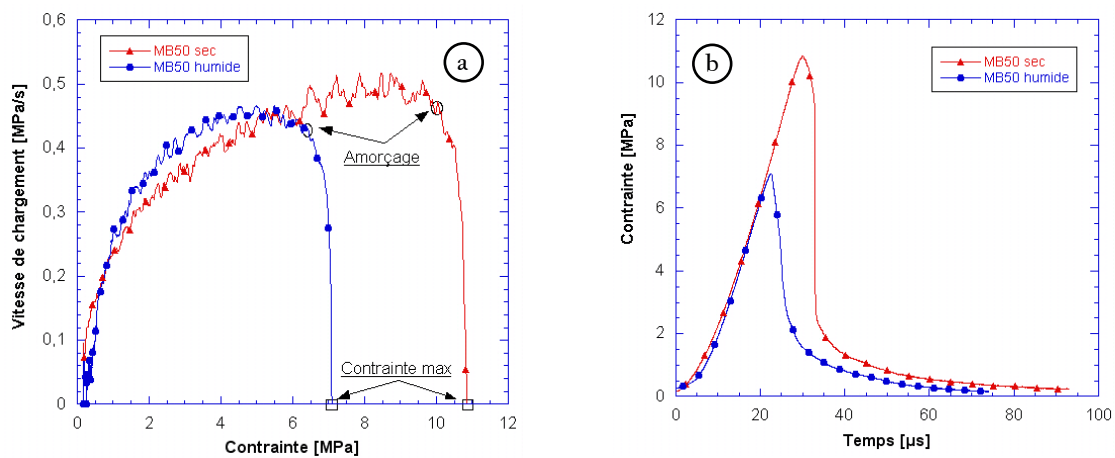 0,6
0,5
0,4
0,3
0,2
0,1
0
Vitesse de chargement [MPa/s]
MB50 sec
MB50 humide
a
Amorçage
Contrainte max
0 2 4 6 8 10 12
Contrainte [MPa]
12
10
8
6
4
2
0
Contrainte [MPa]
b
MB50 sec
MB50 humide
0 20 40 60 80 100
Temps [µs]